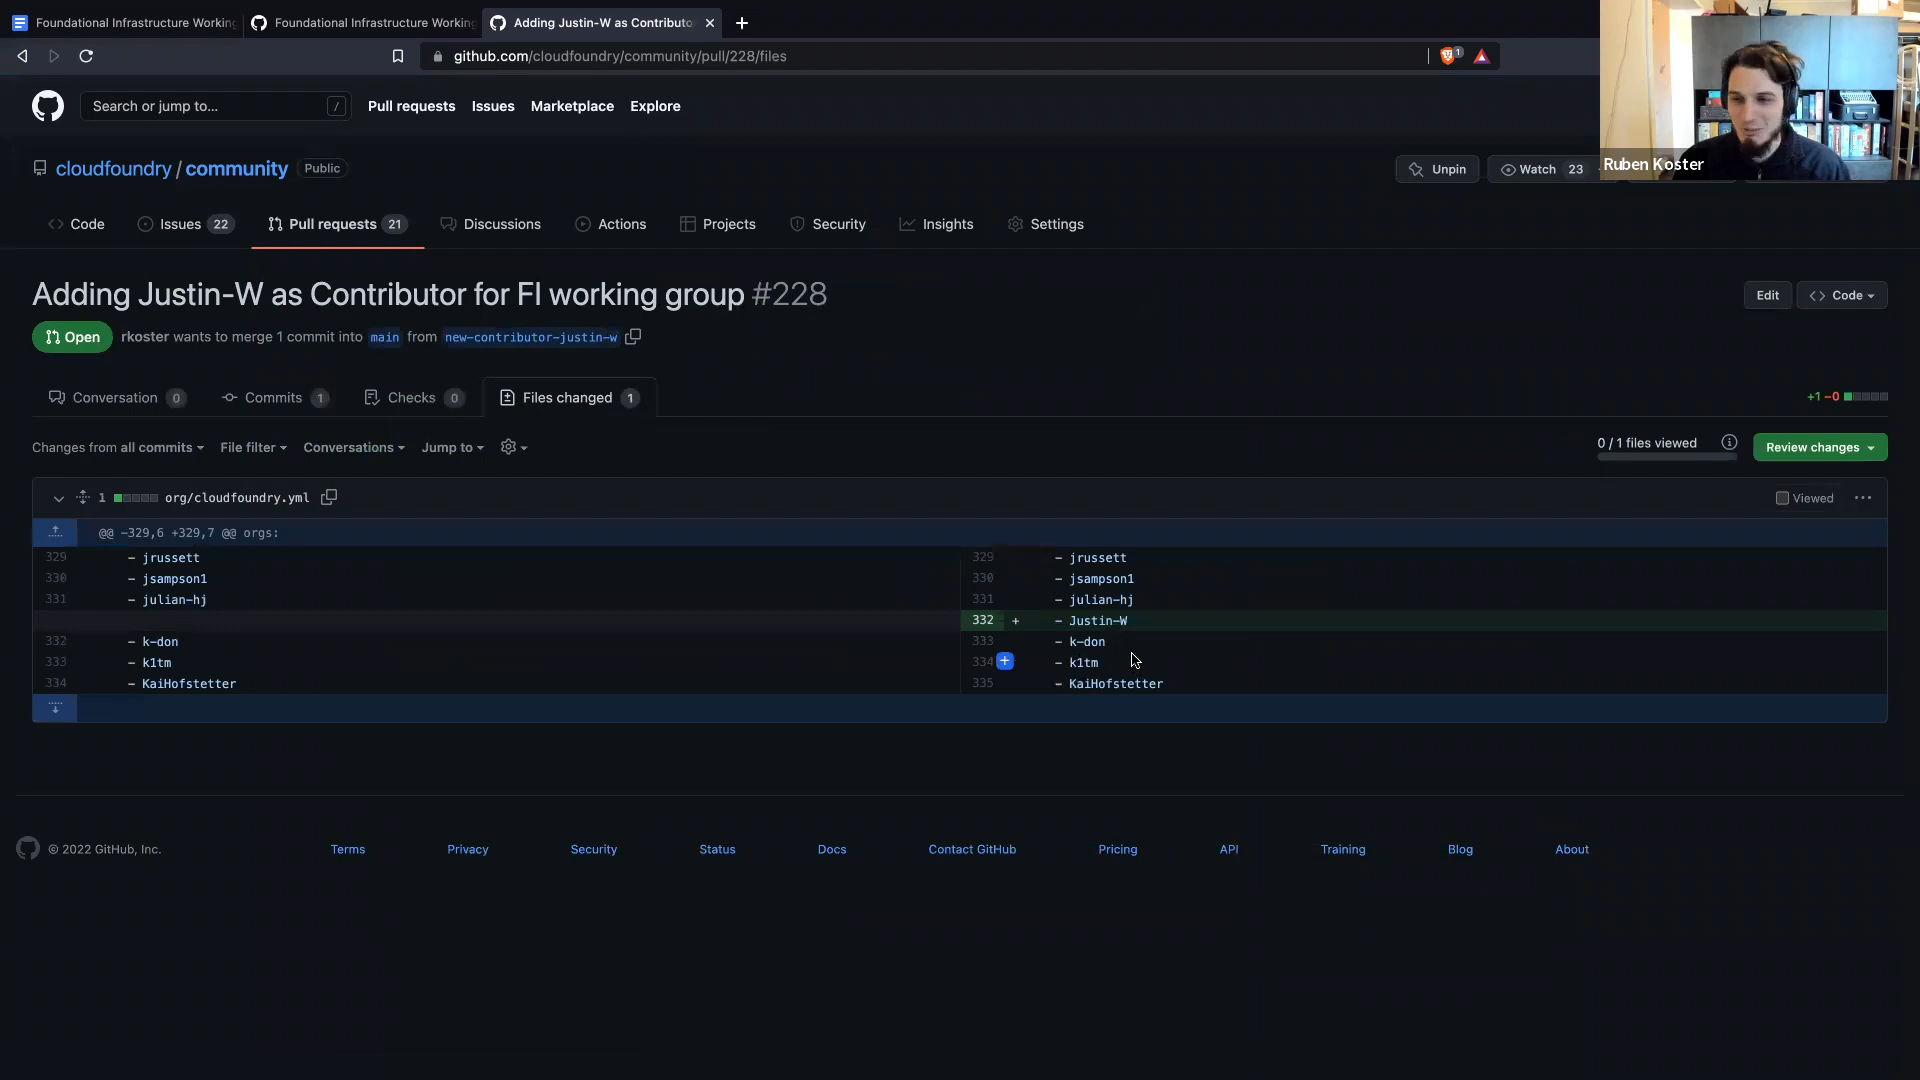 Foundational Infrastructure Working
Foundational Infrastructure Working
Adding Justin-W as Contributo
github.com/cloudfoundry/community/pull/228/files
1
Search or jump to...
/
Pull requests
Issues
Marketplace
Explore
Ruben Koster
cloudfoundry / community
Public
Unpin
Watch 23
Code
Issues 22
Pull requests 21
Discussions
Actions
Projects
Security
Insights
Settings
Adding Justin-W as Contributor for FI working group #228
Edit
Code
Open
rkoster wants to merge 1 commit into main from new-contributor-justin-w
Conversation 0
Commits 1
Checks 0
Files changed 1
+1 −0
Changes from all commits
File filter
Conversations
Jump to
0 / 1 files viewed
Review changes
1 org/cloudfoundry.yml
Viewed
@@ -329,6 +329,7 @@ orgs:
329 - jrussett 329 - jrussett
330 - jsampson1 330 - jsampson1
331 - julian-hj 331 - julian-hj
332 + - Justin-W
332 - k-don 333 - k-don
333 - k1tm 334 + - k1tm
334 - KaiHofstetter 335 - KaiHofstetter
© 2022 GitHub, Inc.
Terms
Privacy
Security
Status
Docs
Contact GitHub
Pricing
API
Training
Blog
About